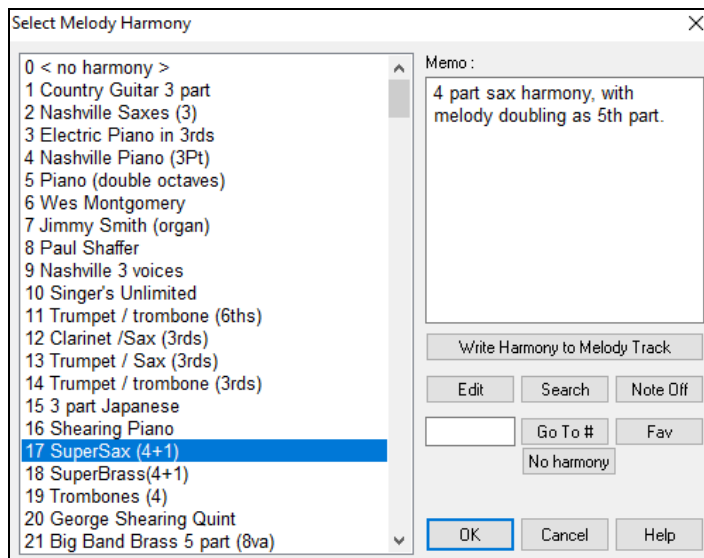 Select Melody Harmony
0 < no harmony >
1 Country Guitar 3 part
2 Nashville Saxes (3)
3 Electric Piano in 3rds
4 Nashville Piano (3Pt)
5 Piano (double octaves)
6 Wes Montgomery
7 Jimmy Smith (organ)
8 Paul Shaffer
9 Nashville 3 voices
10 Singer's Unlimited
11 Trumpet / trombone (6ths)
12 Clarinet /Sax (3rds)
13 Trumpet / Sax (3rds)
14 Trumpet / trombone (3rds)
15 3 part Japanese
16 Shearing Piano
17 SuperSax (4+1)
18 SuperBrass(4+1)
19 Trombones (4)
20 George Shearing Quint
21 Big Band Brass 5 part (8va)
Memo :
4 part sax harmony, with
melody doubling as 5th part.
Write Harmony to Melody Track
Edit Search Note Off
Go To # Fav
No harmony
OK Cancel Help